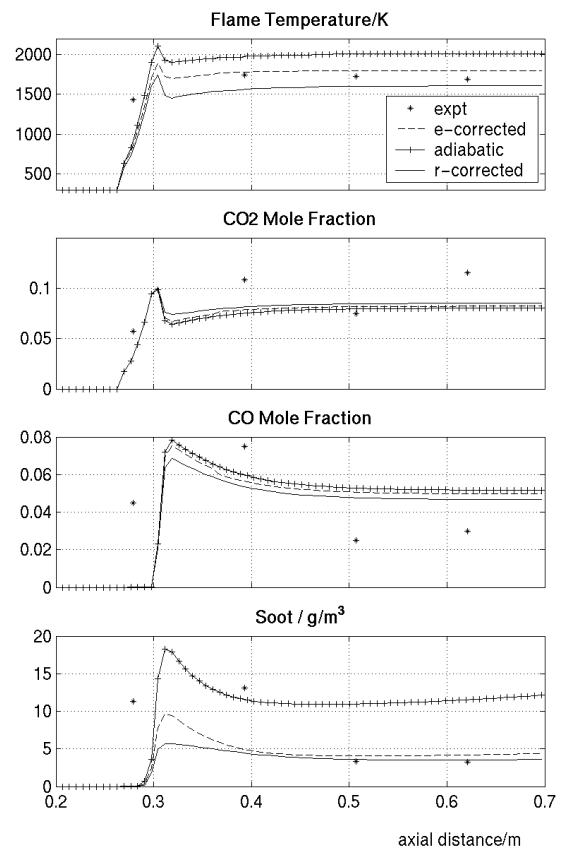 Flame Temperature/K
2000
1500
1000
500
expt
e-corrected
adiabatic
r-corrected
CO2 Mole Fraction
0.1
0.05
0
CO Mole Fraction
0.08
0.06
0.04
0.02
0
Soot / g/m³
20
15
10
5
0
0.2 0.3 0.4 0.5 0.6 0.7
axial distance/m